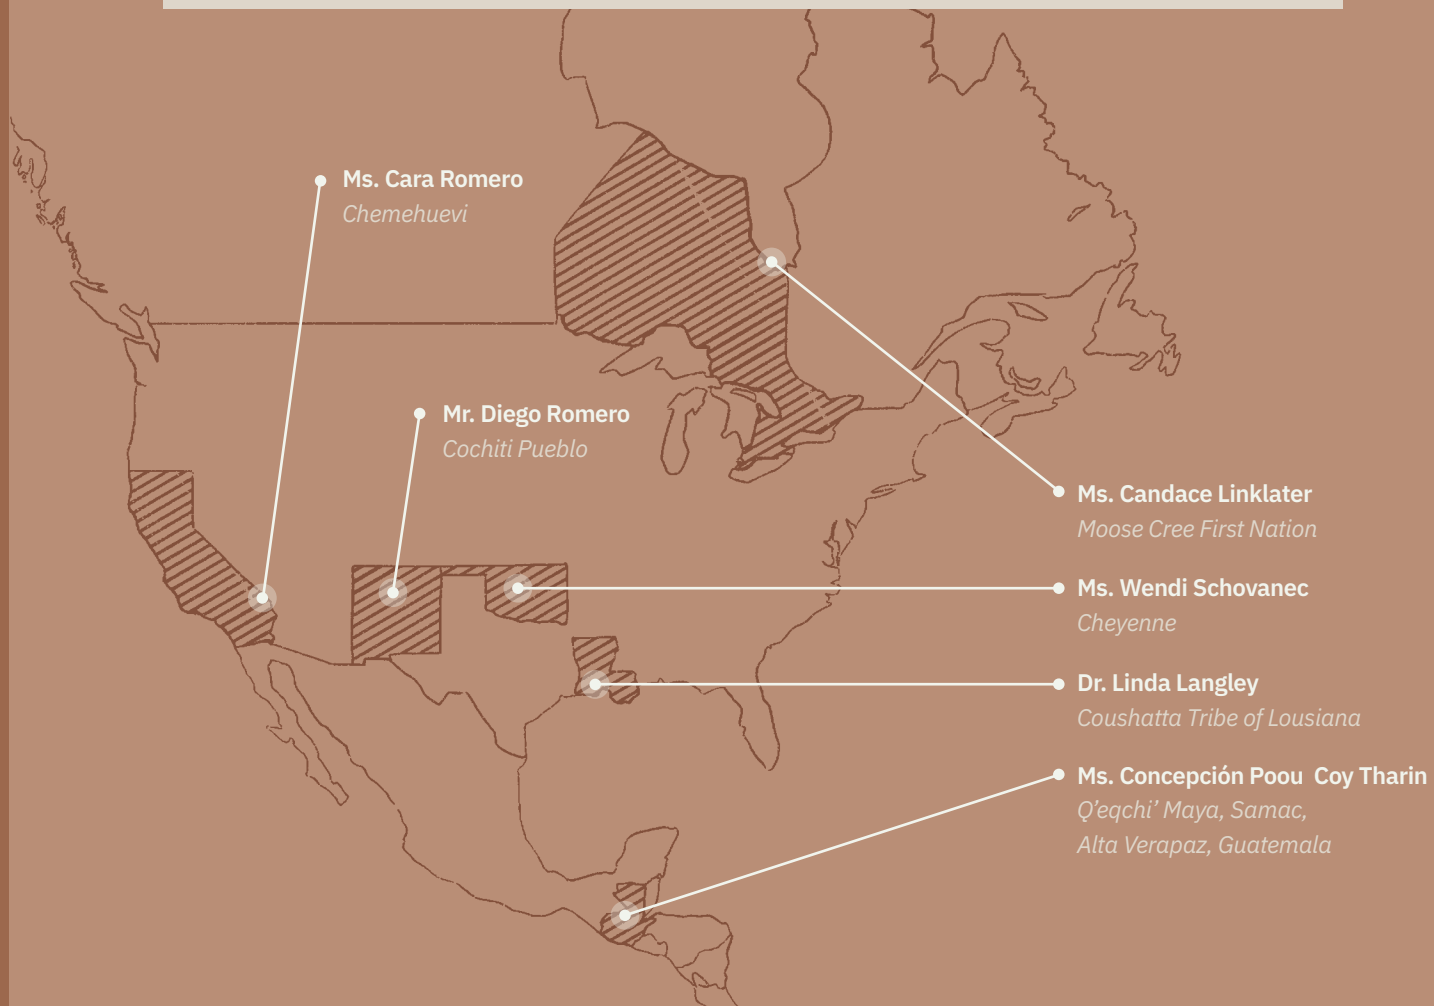 Ms. Cara Romero
Chemehuevi
Mr. Diego Romero
Cochiti Pueblo
Ms. Candace Linklater
Moose Cree First Nation
Ms. Wendi Schovanec
Cheyenne
Dr. Linda Langley
Coushatta Tribe of Lousiana
Ms. Concepción Poou  Coy Tharin
Q’eqchi’ Maya, Samac,
Alta Verapaz, Guatemala